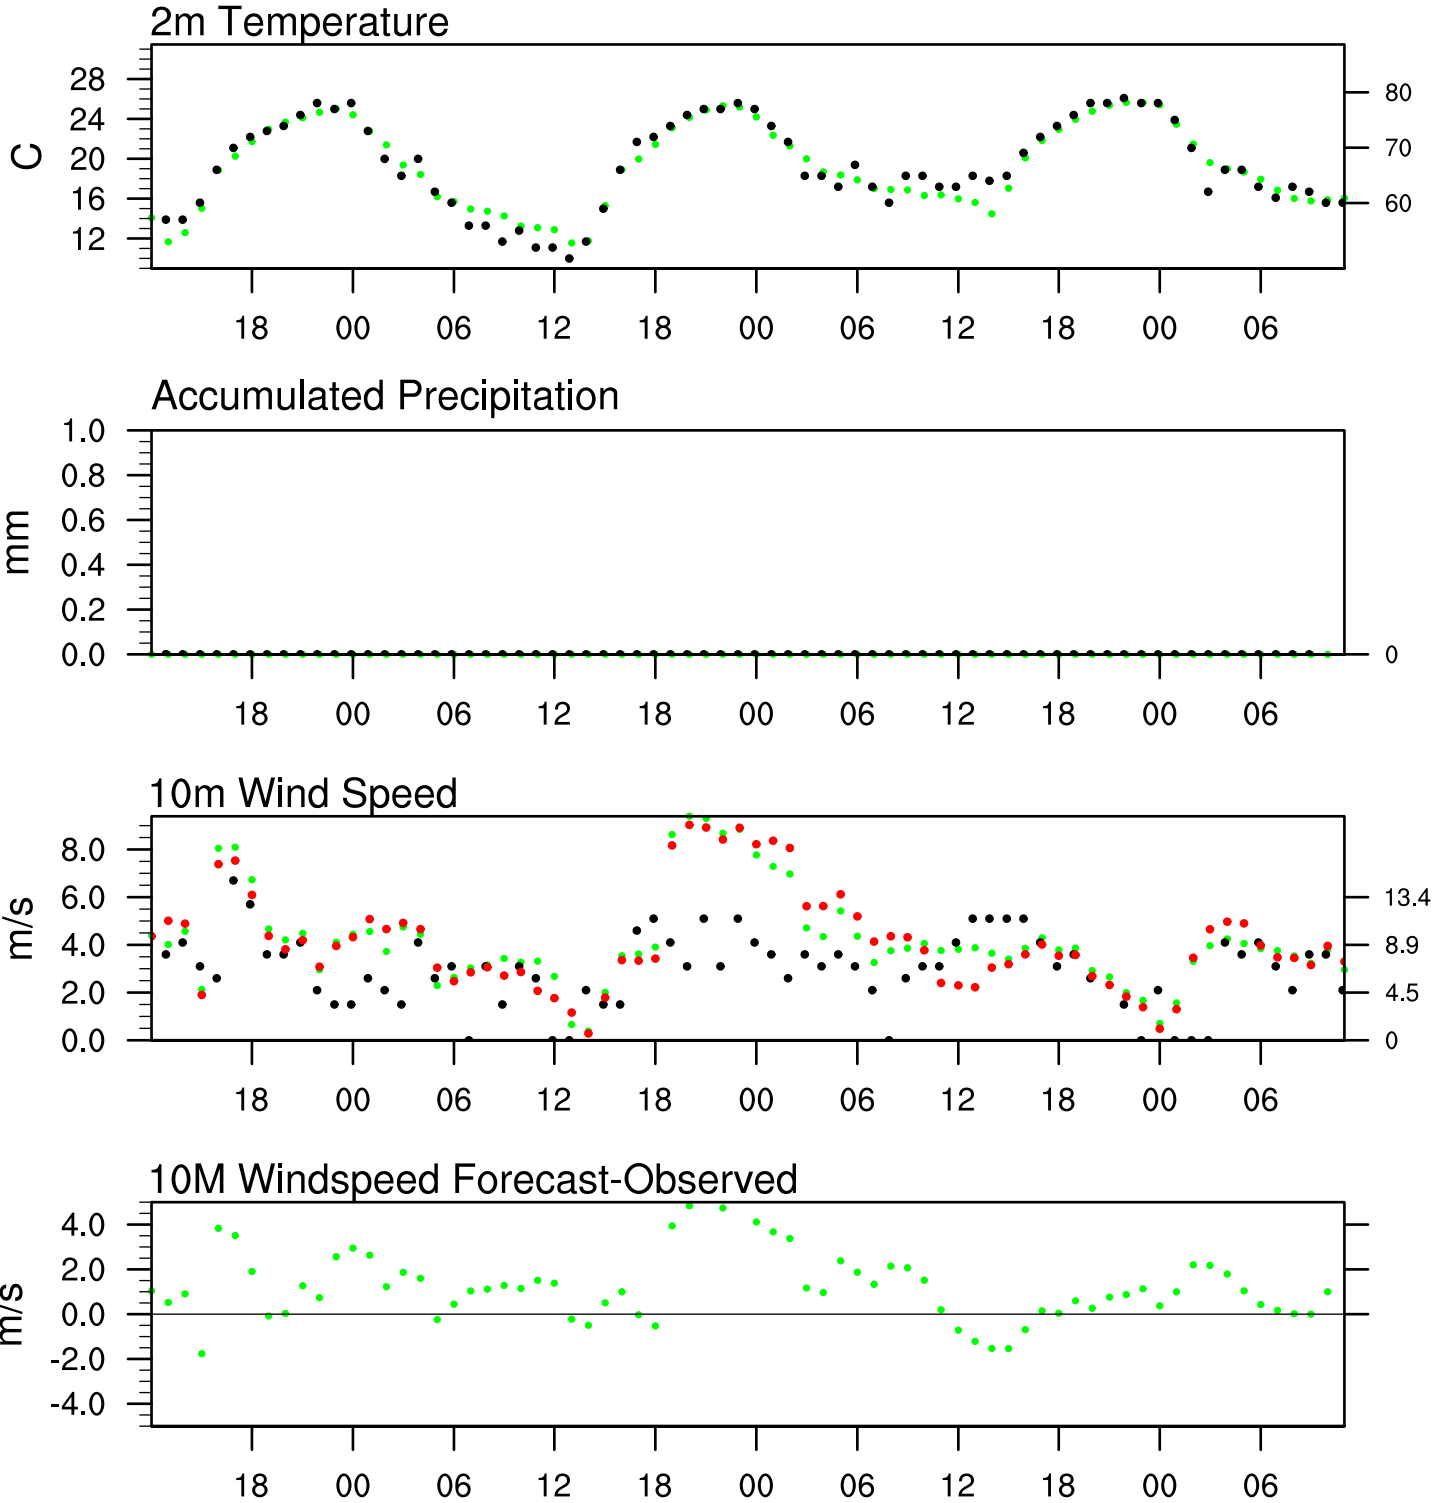 2m Temperature
28
24
20
16
12
C
80
70
60
18 00 06 12 18 00 06 12 18 00 06
Accumulated Precipitation
1.0
0.8
0.6
0.4
0.2
0.0
mm
0
18 00 06 12 18 00 06 12 18 00 06
10m Wind Speed
8.0
6.0
4.0
2.0
0.0
m/s
13.4
8.9
4.5
0
18 00 06 12 18 00 06 12 18 00 06
10M Windspeed Forecast-Observed
4.0
2.0
0.0
-2.0
-4.0
m/s
18 00 06 12 18 00 06 12 18 00 06